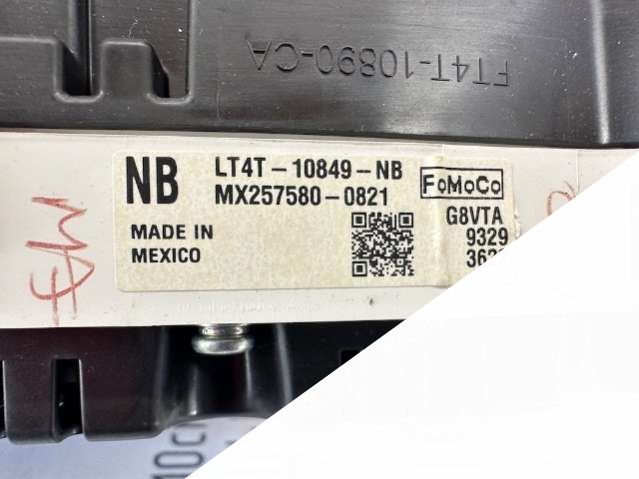 FT4T-10890-CA
NB
LT4T-10849-NB
MX257580-0821
FoMoCo
G8VTA
9329
MADE IN
MEXICO